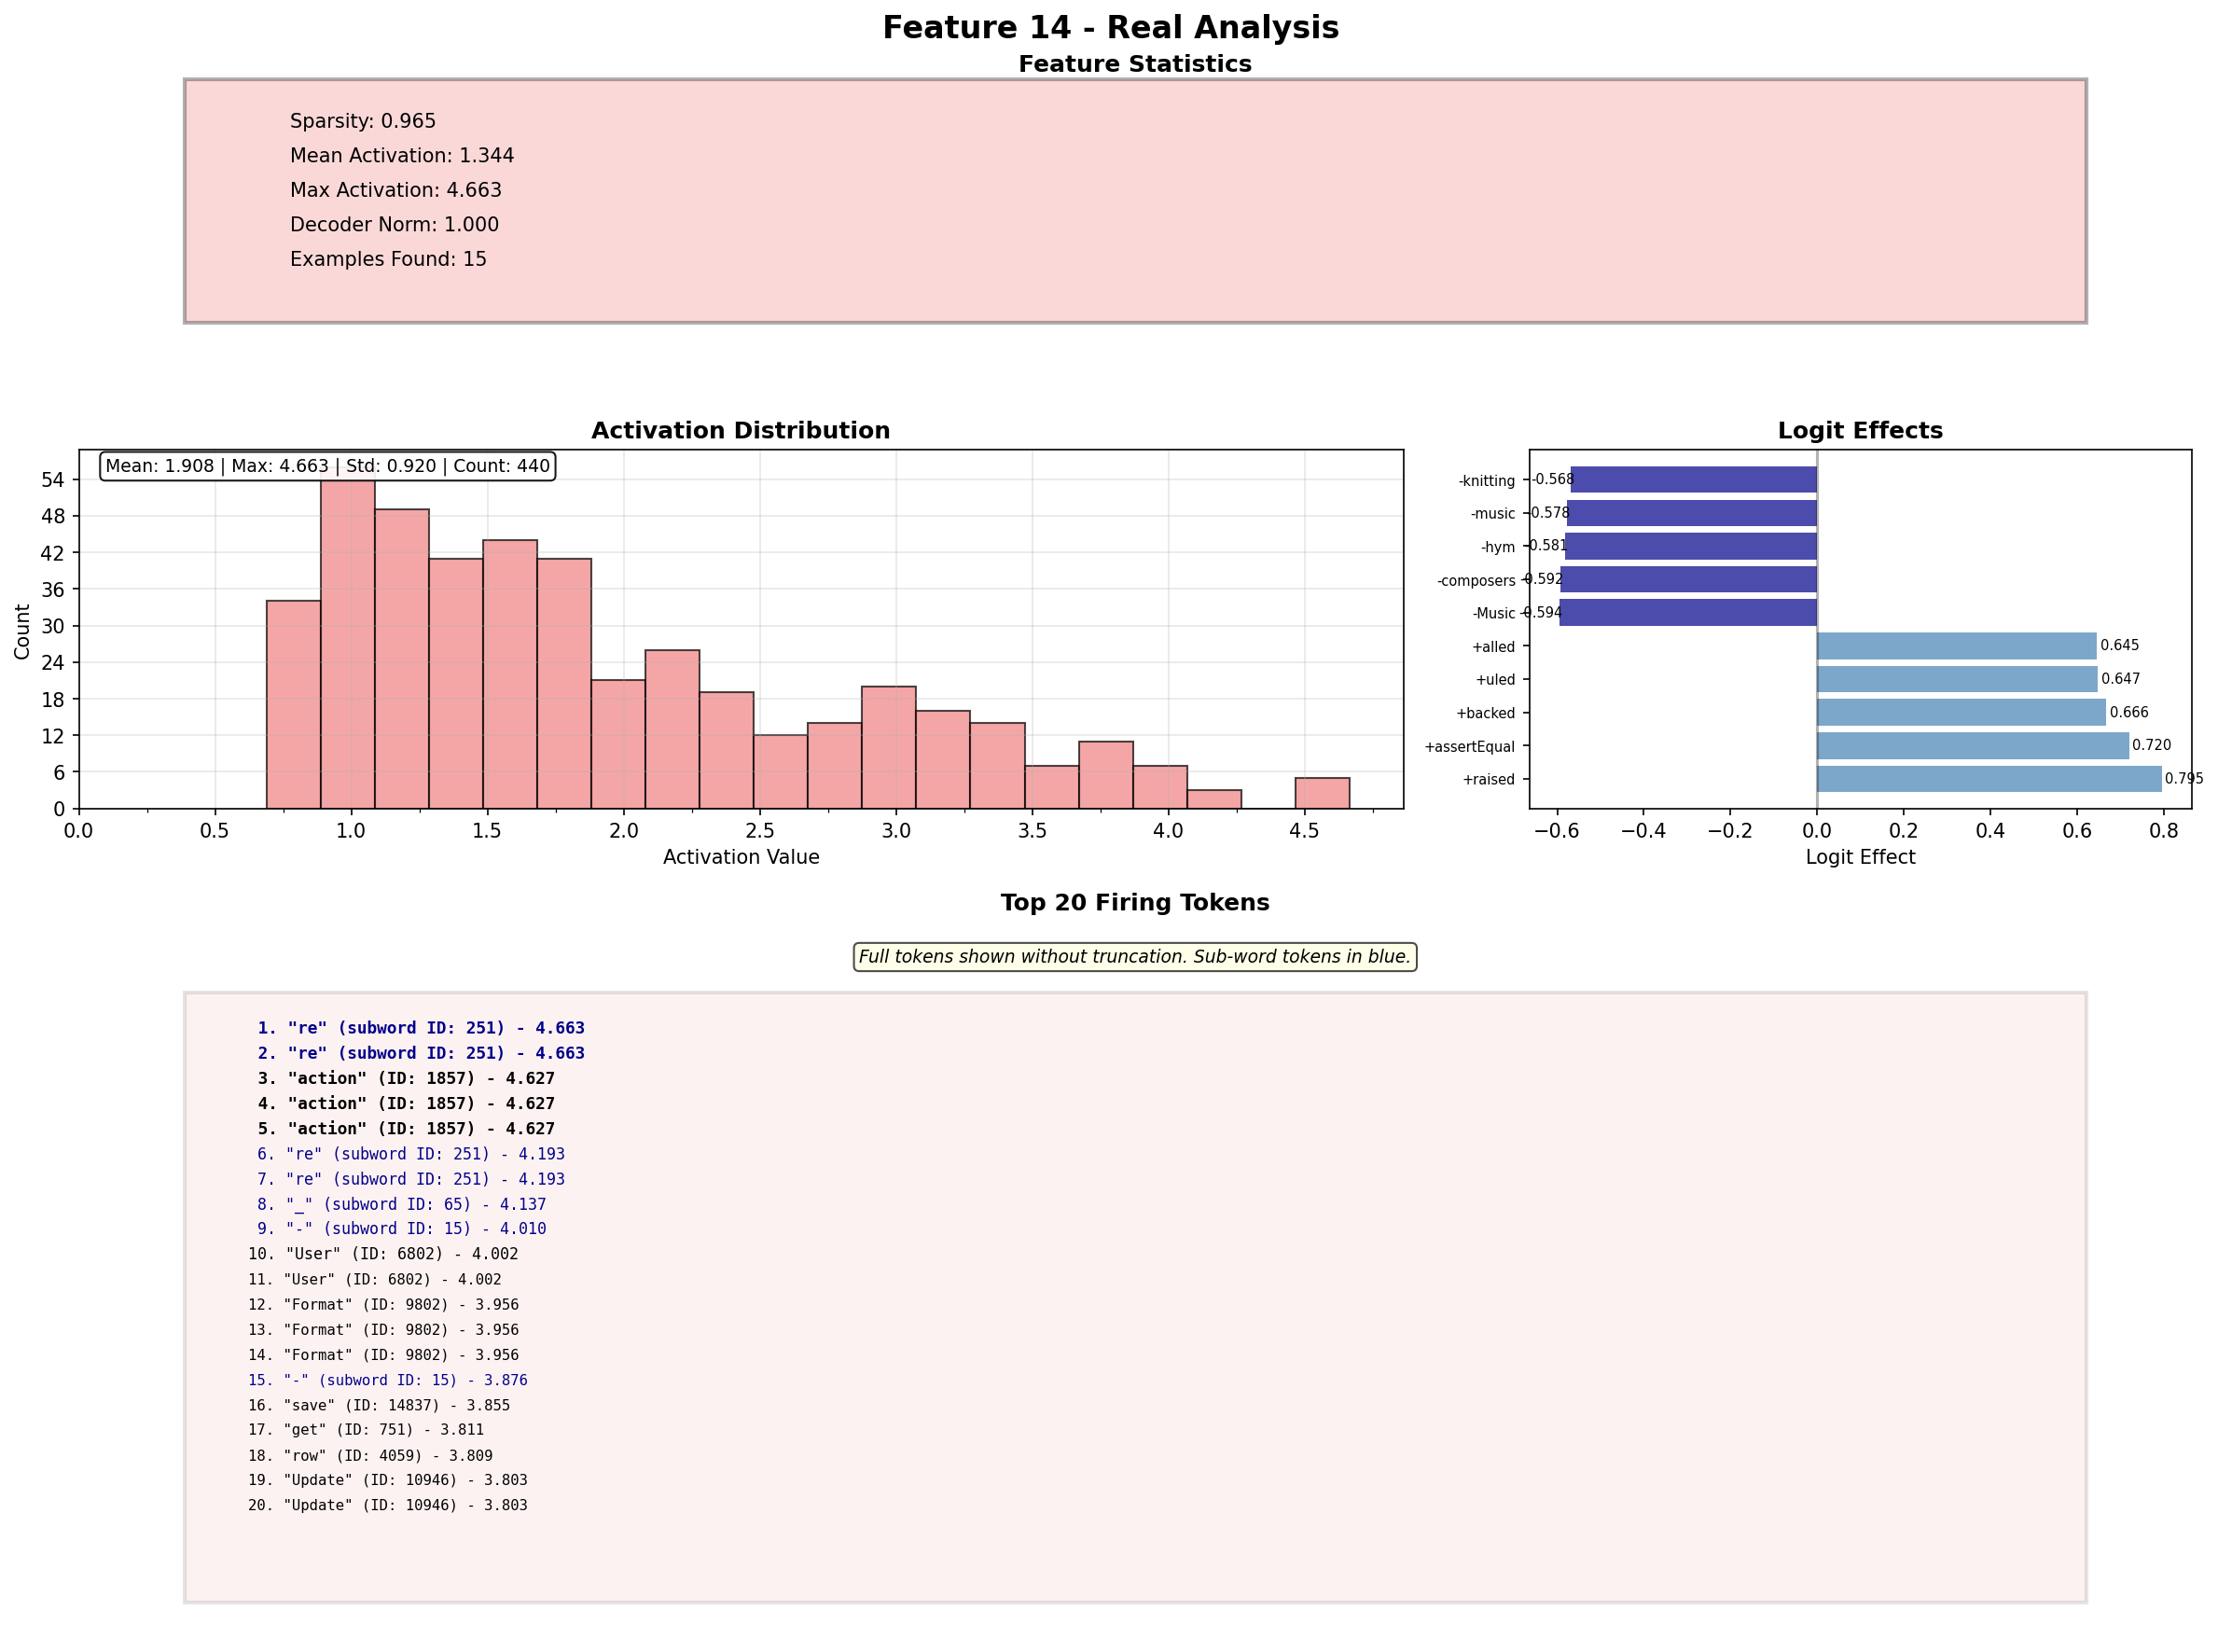 Feature 14 - Real Analysis
Feature Statistics
Sparsity: 0.965
Mean Activation: 1.344
Max Activation: 4.663
Decoder Norm: 1.000
Examples Found: 15
Activation Distribution
Mean: 1.908 | Max: 4.663 | Std: 0.920 | Count: 440
54
48
42
36
30
24
18
12
6
0
Count
0.0 0.5 1.0 1.5 2.0 2.5 3.0 3.5 4.0 4.5
Activation Value
Logit Effects
-knitting -0.568
-music -0.578
-hym -0.581
-composers -0.592
-Music -0.594
+alled 0.645
+uled 0.647
+backed 0.666
+assertEqual 0.720
+raised 0.795
−0.6 −0.4 −0.2 0.0 0.2 0.4 0.6 0.8
Logit Effect
Top 20 Firing Tokens
Full tokens shown without truncation. Sub-word tokens in blue.
1. "re" (subword ID: 251) - 4.663
2. "re" (subword ID: 251) - 4.663
3. "action" (ID: 1857) - 4.627
4. "action" (ID: 1857) - 4.627
5. "action" (ID: 1857) - 4.627
6. "re" (subword ID: 251) - 4.193
7. "re" (subword ID: 251) - 4.193
8. "_" (subword ID: 65) - 4.137
9. "-" (subword ID: 15) - 4.010
10. "User" (ID: 6802) - 4.002
11. "User" (ID: 6802) - 4.002
12. "Format" (ID: 9802) - 3.956
13. "Format" (ID: 9802) - 3.956
14. "Format" (ID: 9802) - 3.956
15. "-" (subword ID: 15) - 3.876
16. "save" (ID: 14837) - 3.855
17. "get" (ID: 751) - 3.811
18. "row" (ID: 4059) - 3.809
19. "Update" (ID: 10946) - 3.803
20. "Update" (ID: 10946) - 3.803